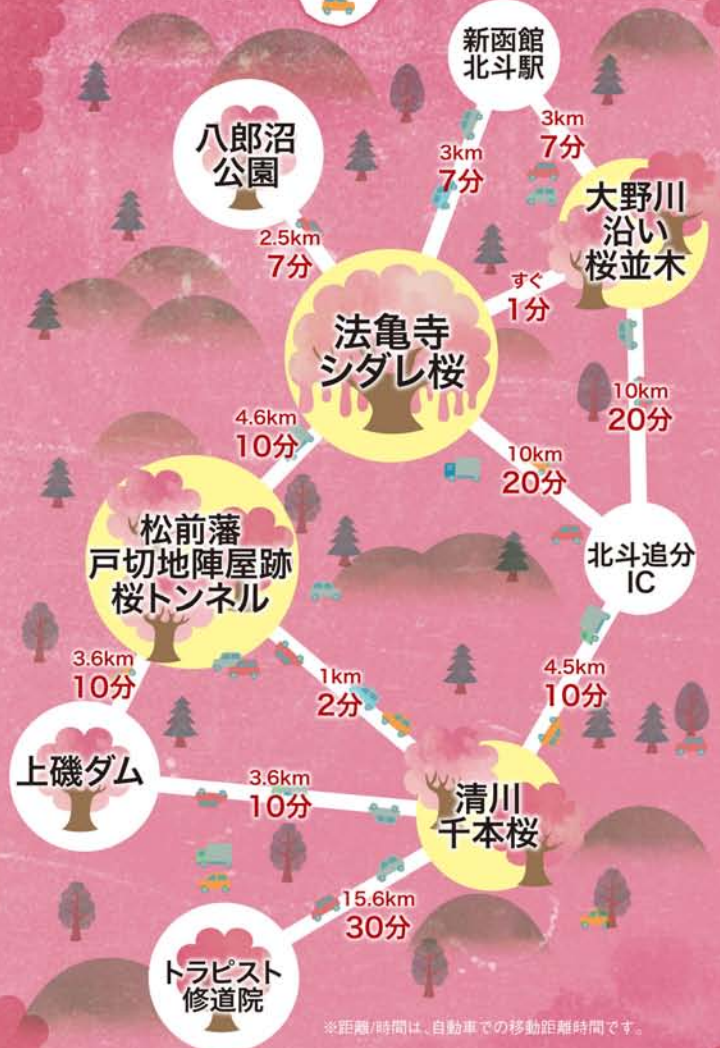 新函館
北斗駅
八郎沼
公園
3km
7分
3km
7分
大野川
沿い
桜並木
2.5km
7分
すぐ
1分
法亀寺
シダレ桜
10km
20分
4.6km
10分
10km
20分
松前藩
戸切地陣屋跡
桜トンネル
北斗追分
IC
3.6km
10分
1km
2分
4.5km
10分
上磯ダム
3.6km
10分
清川
千本桜
15.6km
30分
トラピスト
修道院
※距離/時間は、自動車での移動距離時間です。